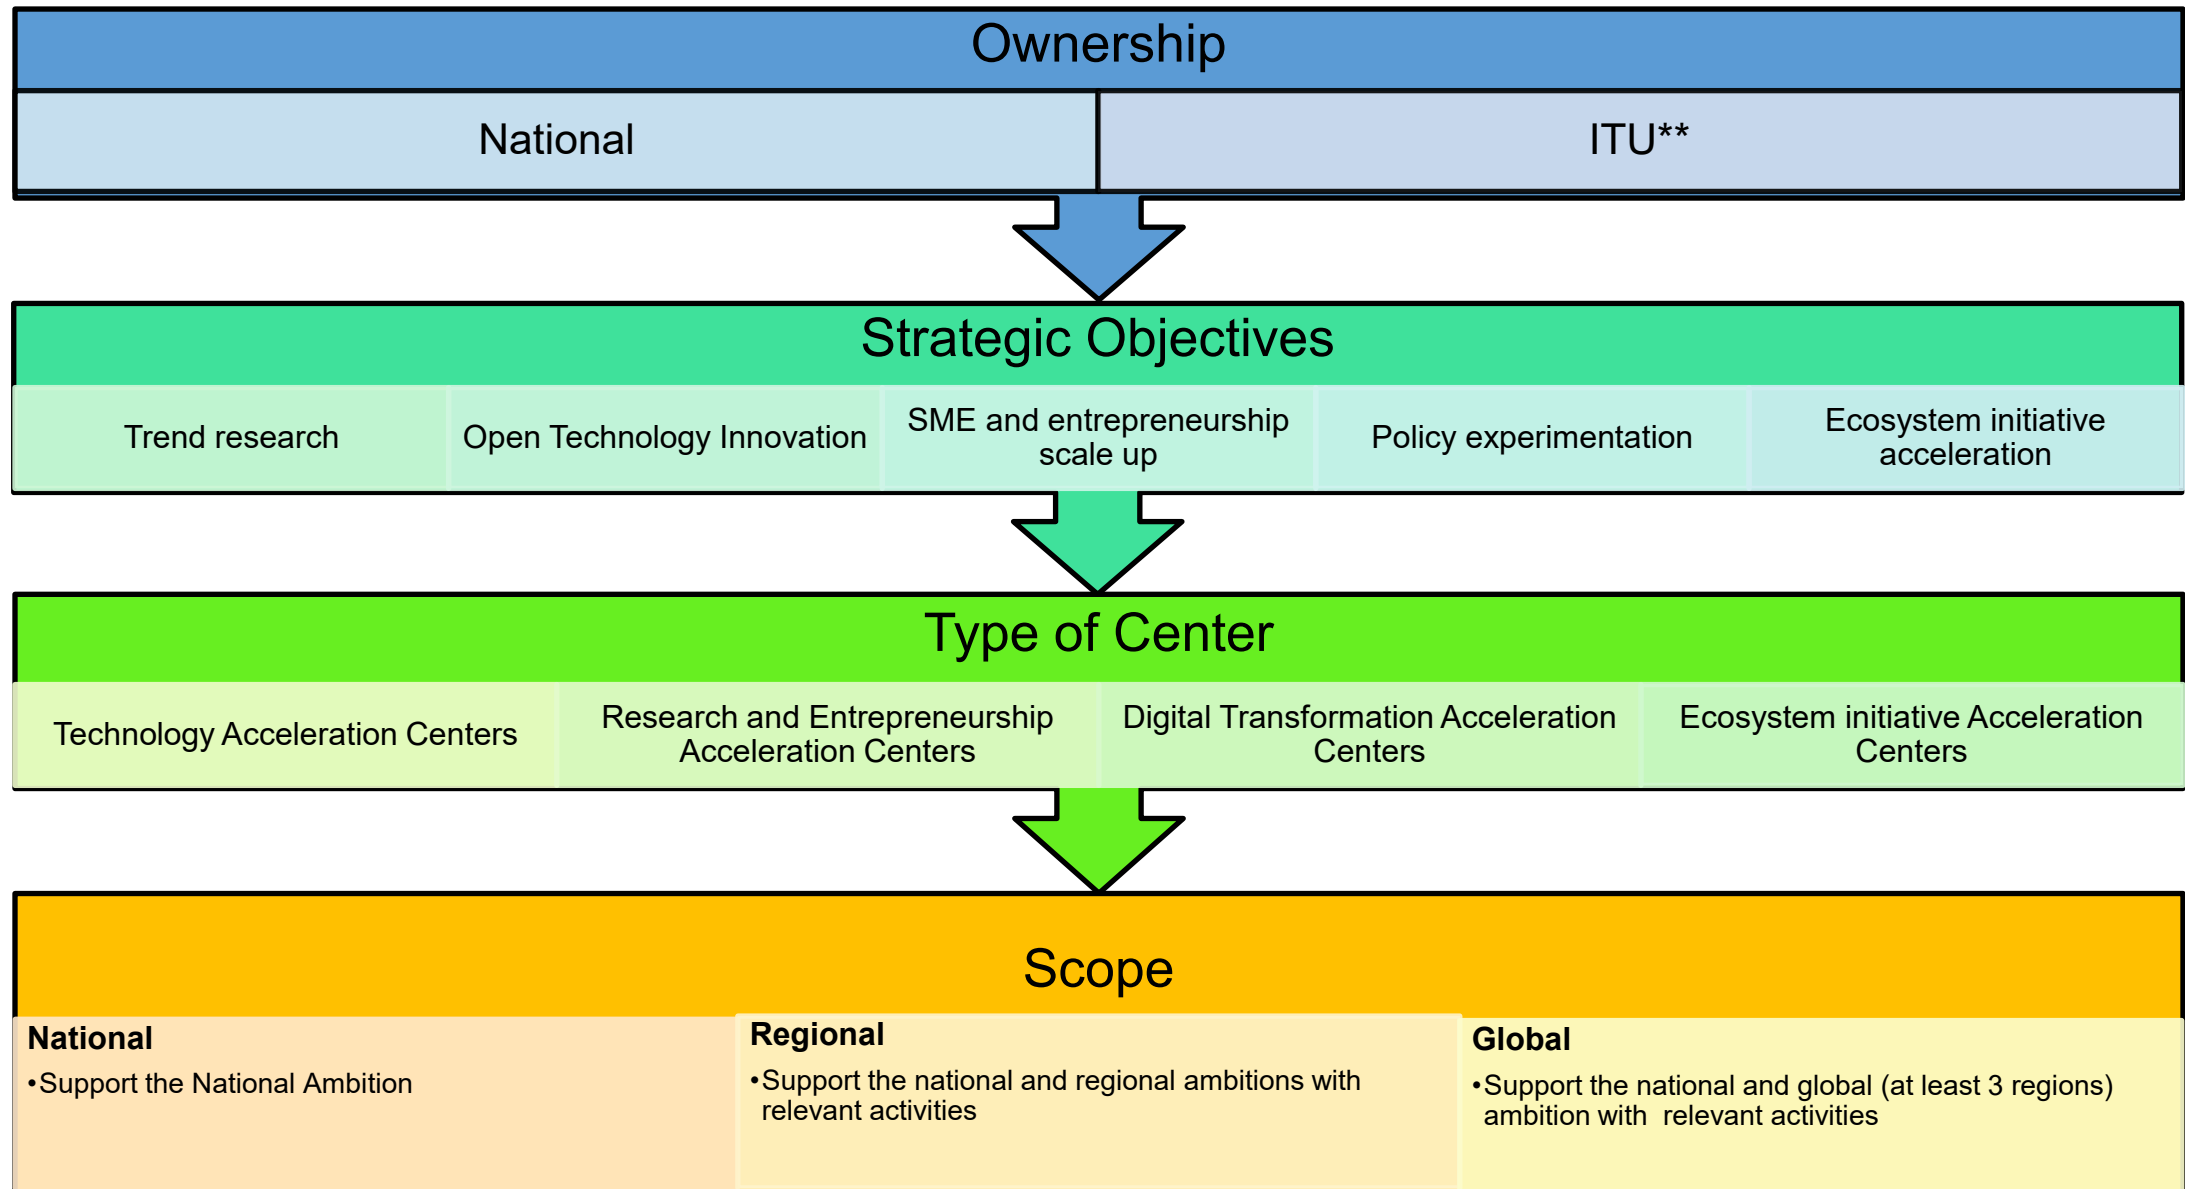 Ownership
National
ITU**
Strategic Objectives
Trend research
Open Technology Innovation
SME and entrepreneurship
scale up
Policy experimentation
Ecosystem initiative
acceleration
Type of Center
Technology Acceleration Centers
Research and Entrepreneurship
Acceleration Centers
Digital Transformation Acceleration
Centers
Ecosystem initiative Acceleration
Centers
Scope
National
•Support the National Ambition
Regional
•Support the national and regional ambitions with
relevant activities
Global
•Support the national and global (at least 3 regions)
ambition with  relevant activities